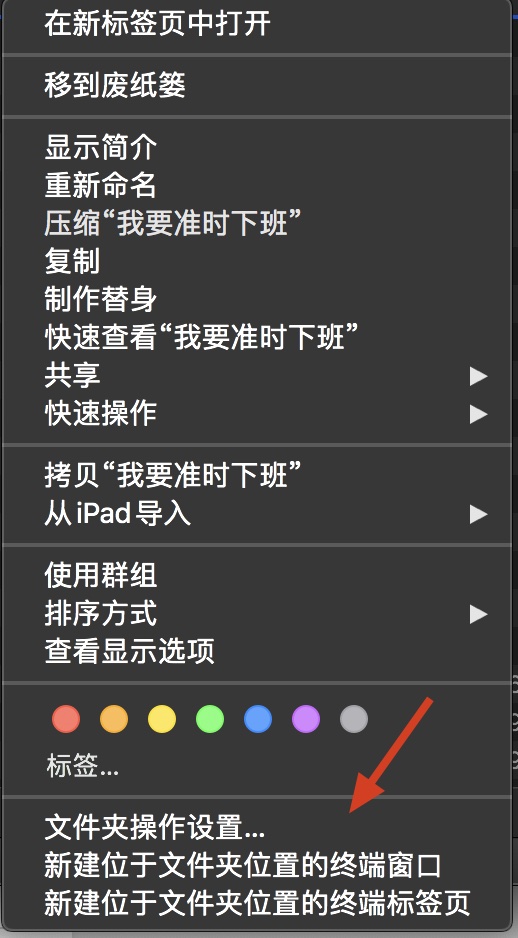 在新标签页中打开
移到废纸篓
显示简介
重新命名
压缩“我要准时下班”
复制
制作替身
快速查看“我要准时下班”
共享
快速操作
拷贝“我要准时下班”
从iPad导入
使用群组
排序方式
查看显示选项
标签...
文件夹操作设置...
新建位于文件夹位置的终端窗口
新建位于文件夹位置的终端标签页